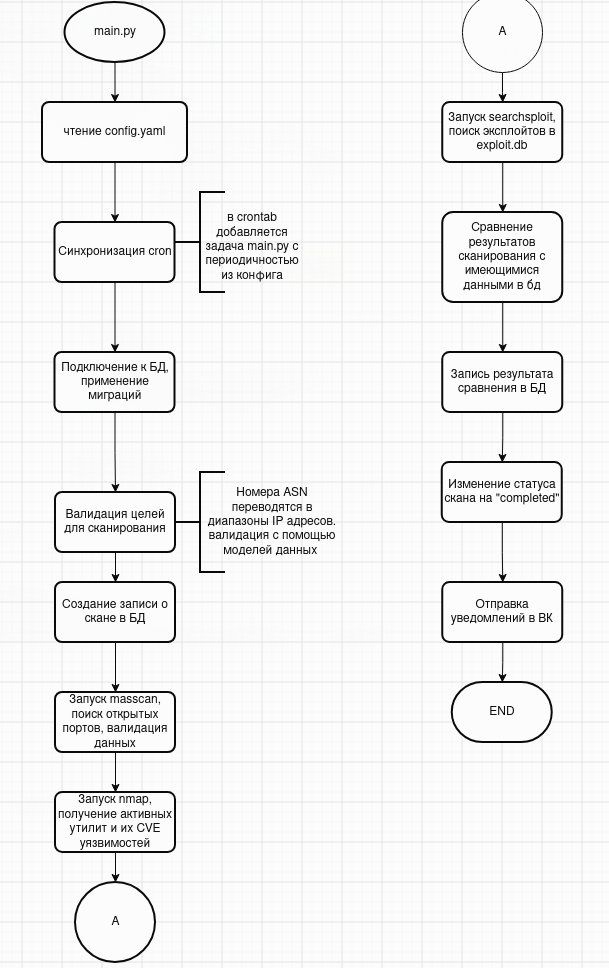 main.py
чтение config.yaml
Синхронизация cron
в crontab
добавляется
задача main.py с
периодичностью
из конфига
Подключение к БД,
применение
миграций
Валидация целей
для сканирования
Номера ASN
переводятся в
диапазоны IP адресов.
валидация с помощью
моделей данных
Создание записи о
скане в БД
Запуск masscan,
поиск открытых
портов, валидация
данных
Запуск nmap,
получение активных
утилит и их CVE
уязвимостей
A
A
Запуск searchsploit,
поиск эксплойтов в
exploit.db
Сравнение
результатов
сканирования с
имеющимися
данными в бд
Запись результата
сравнения в БД
Изменение статуса
скана на "completed"
Отправка
уведомлений в ВК
END